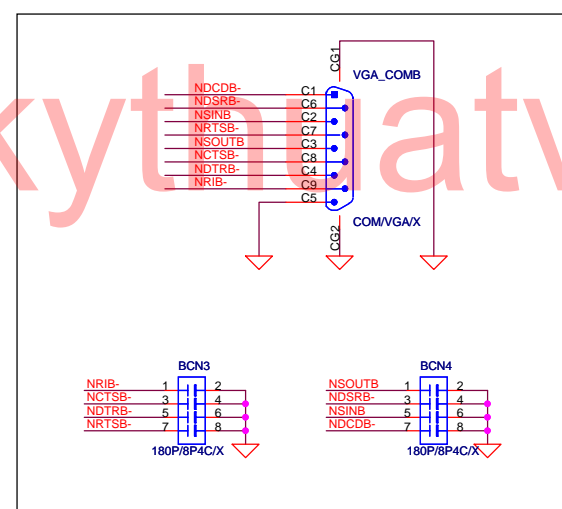 CG1
VGA_COMB
NDCDB- C1
NDSRB- C6
NSINB C2
NRTSB- C7
NSOUTB C3
NCTSB- C8
NDTRB- C4
NRIB- C9
C5
COM/VGA/X
CG2
kythuatv
BCN3
NRIB- 1 2
NCTSB- 3 4
NDTRB- 5 6
NRTSB- 7 8
180P/8P4C/X
BCN4
NSOUTB 1 2
NDSRB- 3 4
NSINB 5 6
NDCDB- 7 8
180P/8P4C/X